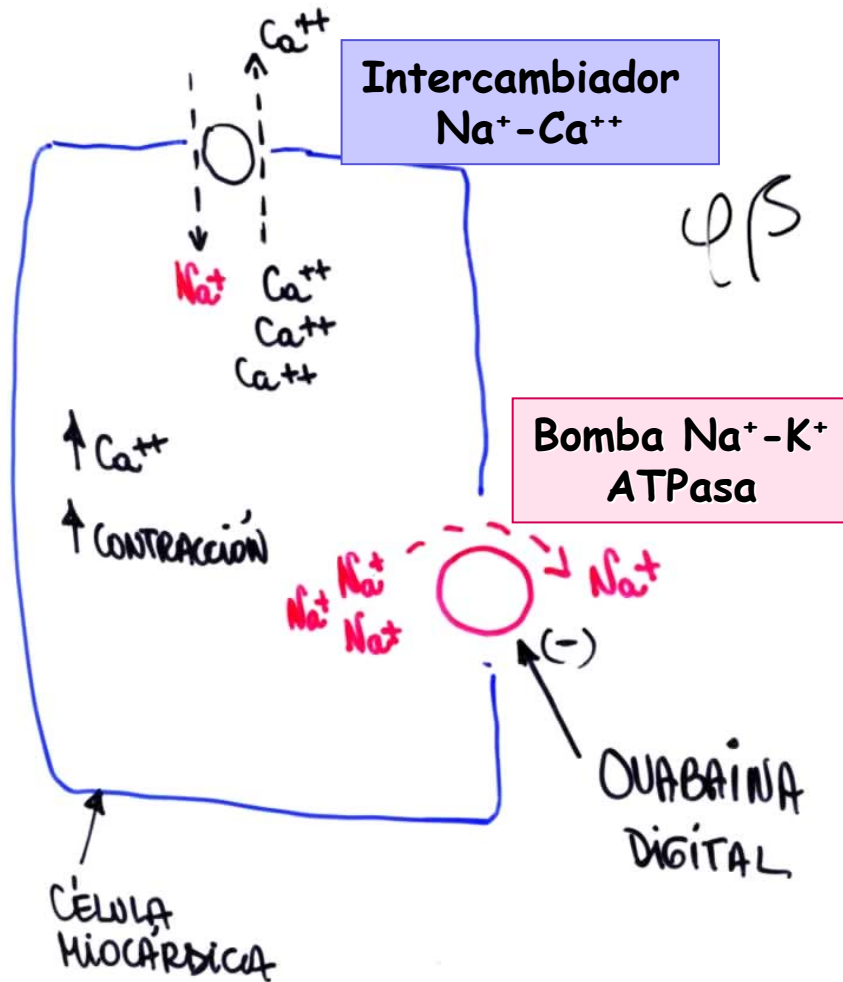 Ca++
Intercambiador
Na+-Ca++
φβ
Na+ Ca++
Ca++
Ca++
↑ Ca++
↑ CONTRACCIÓN
Bomba Na+-K+
ATPasa
Na+
Na+
Na+
Na+
(-)
OUABAINA
DIGITAL
CÉLULA
MIOCÁRDICA